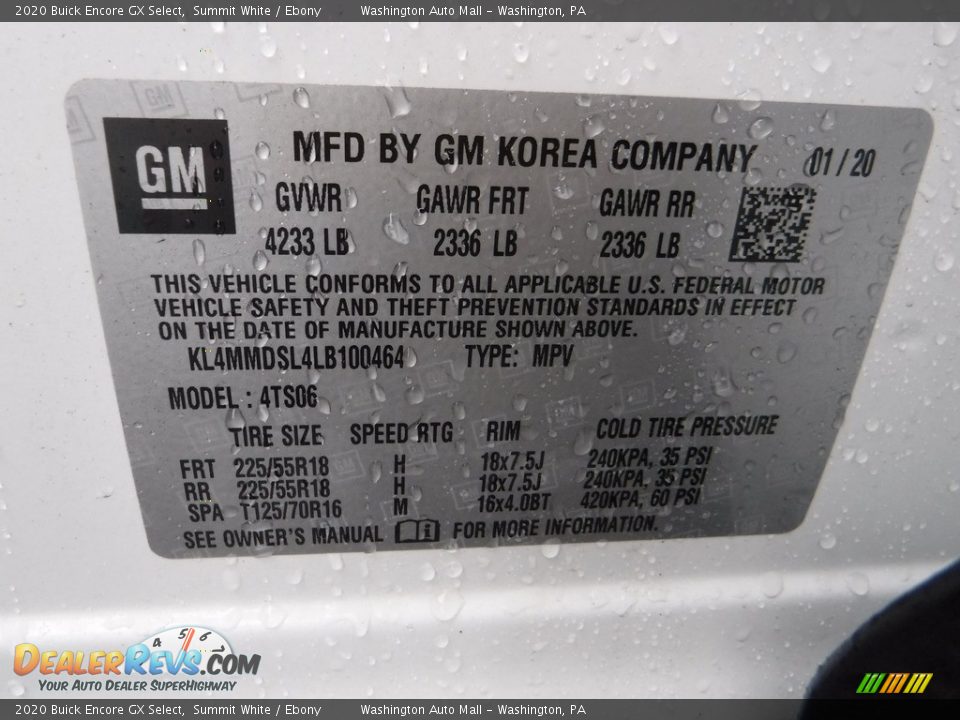 2020 Buick Encore GX Select, Summit White / Ebony Washington Auto Mall - Washington, PA
GM MFD BY GM KOREA COMPANY 01/20
GVWR GAWR FRT GAWR RR
4233 LB 2336 LB 2336 LB
THIS VEHICLE CONFORMS TO ALL APPLICABLE U.S. FEDERAL MOTOR
VEHICLE SAFETY AND THEFT PREVENTION STANDARDS IN EFFECT
ON THE DATE OF MANUFACTURE SHOWN ABOVE.
KL4MMDSL4LB100464 TYPE: MPV
MODEL : 4TS06
TIRE SIZE SPEED RTG RIM COLD TIRE PRESSURE
FRT 225/55R18 H 18x7.5J 240KPA, 35 PSI
RR 225/55R18 H 18x7.5J 240KPA, 35 PSI
SPA T125/70R16 M 16x4.0BT 420KPA, 60 PSI
SEE OWNER'S MANUAL i FOR MORE INFORMATION.
4 5 6
DEALERREVS.COM
YOUR AUTO DEALER SUPERHIGHWAY
2020 Buick Encore GX Select, Summit White / Ebony Washington Auto Mall - Washington, PA